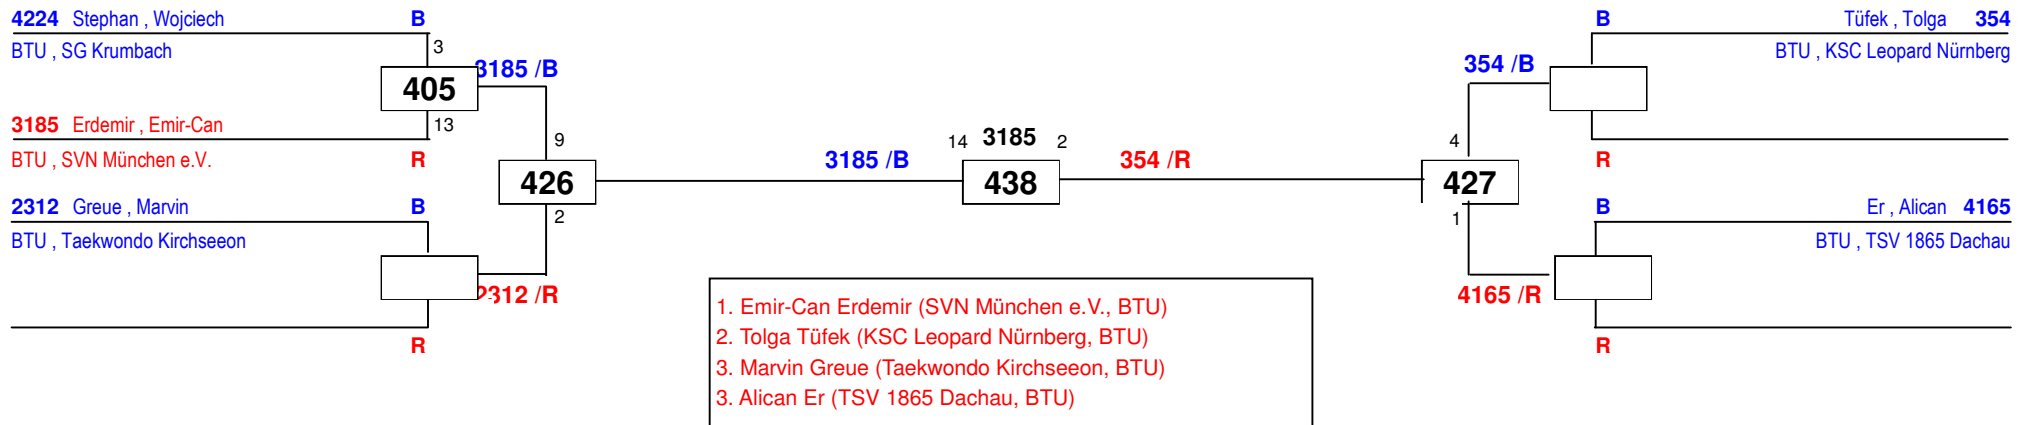 4224 Stephan , Wojciech B
BTU , SG Krumbach
3
3185 /B
405
3185 Erdemir , Emir-Can
13
BTU , SVN München e.V. R
9
426
2
2312 Greue , Marvin B
BTU , Taekwondo Kirchseeon
2312 /R
R
3185 /B
14 3185 2
438
354 /R
B Tüfek , Tolga 354
BTU , KSC Leopard Nürnberg
354 /B
4
R
427
1
B Er , Alican 4165
BTU , TSV 1865 Dachau
4165 /R
R
1. Emir-Can Erdemir (SVN München e.V., BTU)
2. Tolga Tüfek (KSC Leopard Nürnberg, BTU)
3. Marvin Greue (Taekwondo Kirchseeon, BTU)
3. Alican Er (TSV 1865 Dachau, BTU)